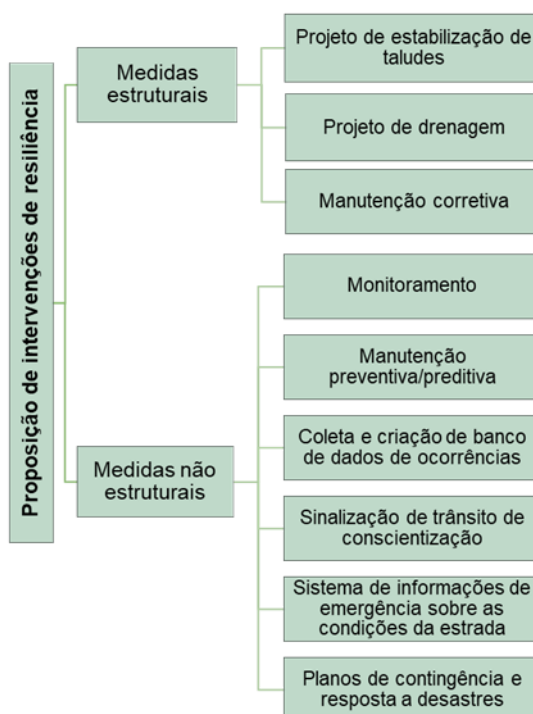 Proposição de intervenções de resiliência
Medidas
estruturais
Projeto de estabilização de
taludes
Projeto de drenagem
Manutenção corretiva
Medidas não
estruturais
Monitoramento
Manutenção
preventiva/preditiva
Coleta e criação de banco
de dados de ocorrências
Sinalização de trânsito de
conscientização
Sistema de informações de
emergência sobre as
condições da estrada
Planos de contingência e
resposta a desastres